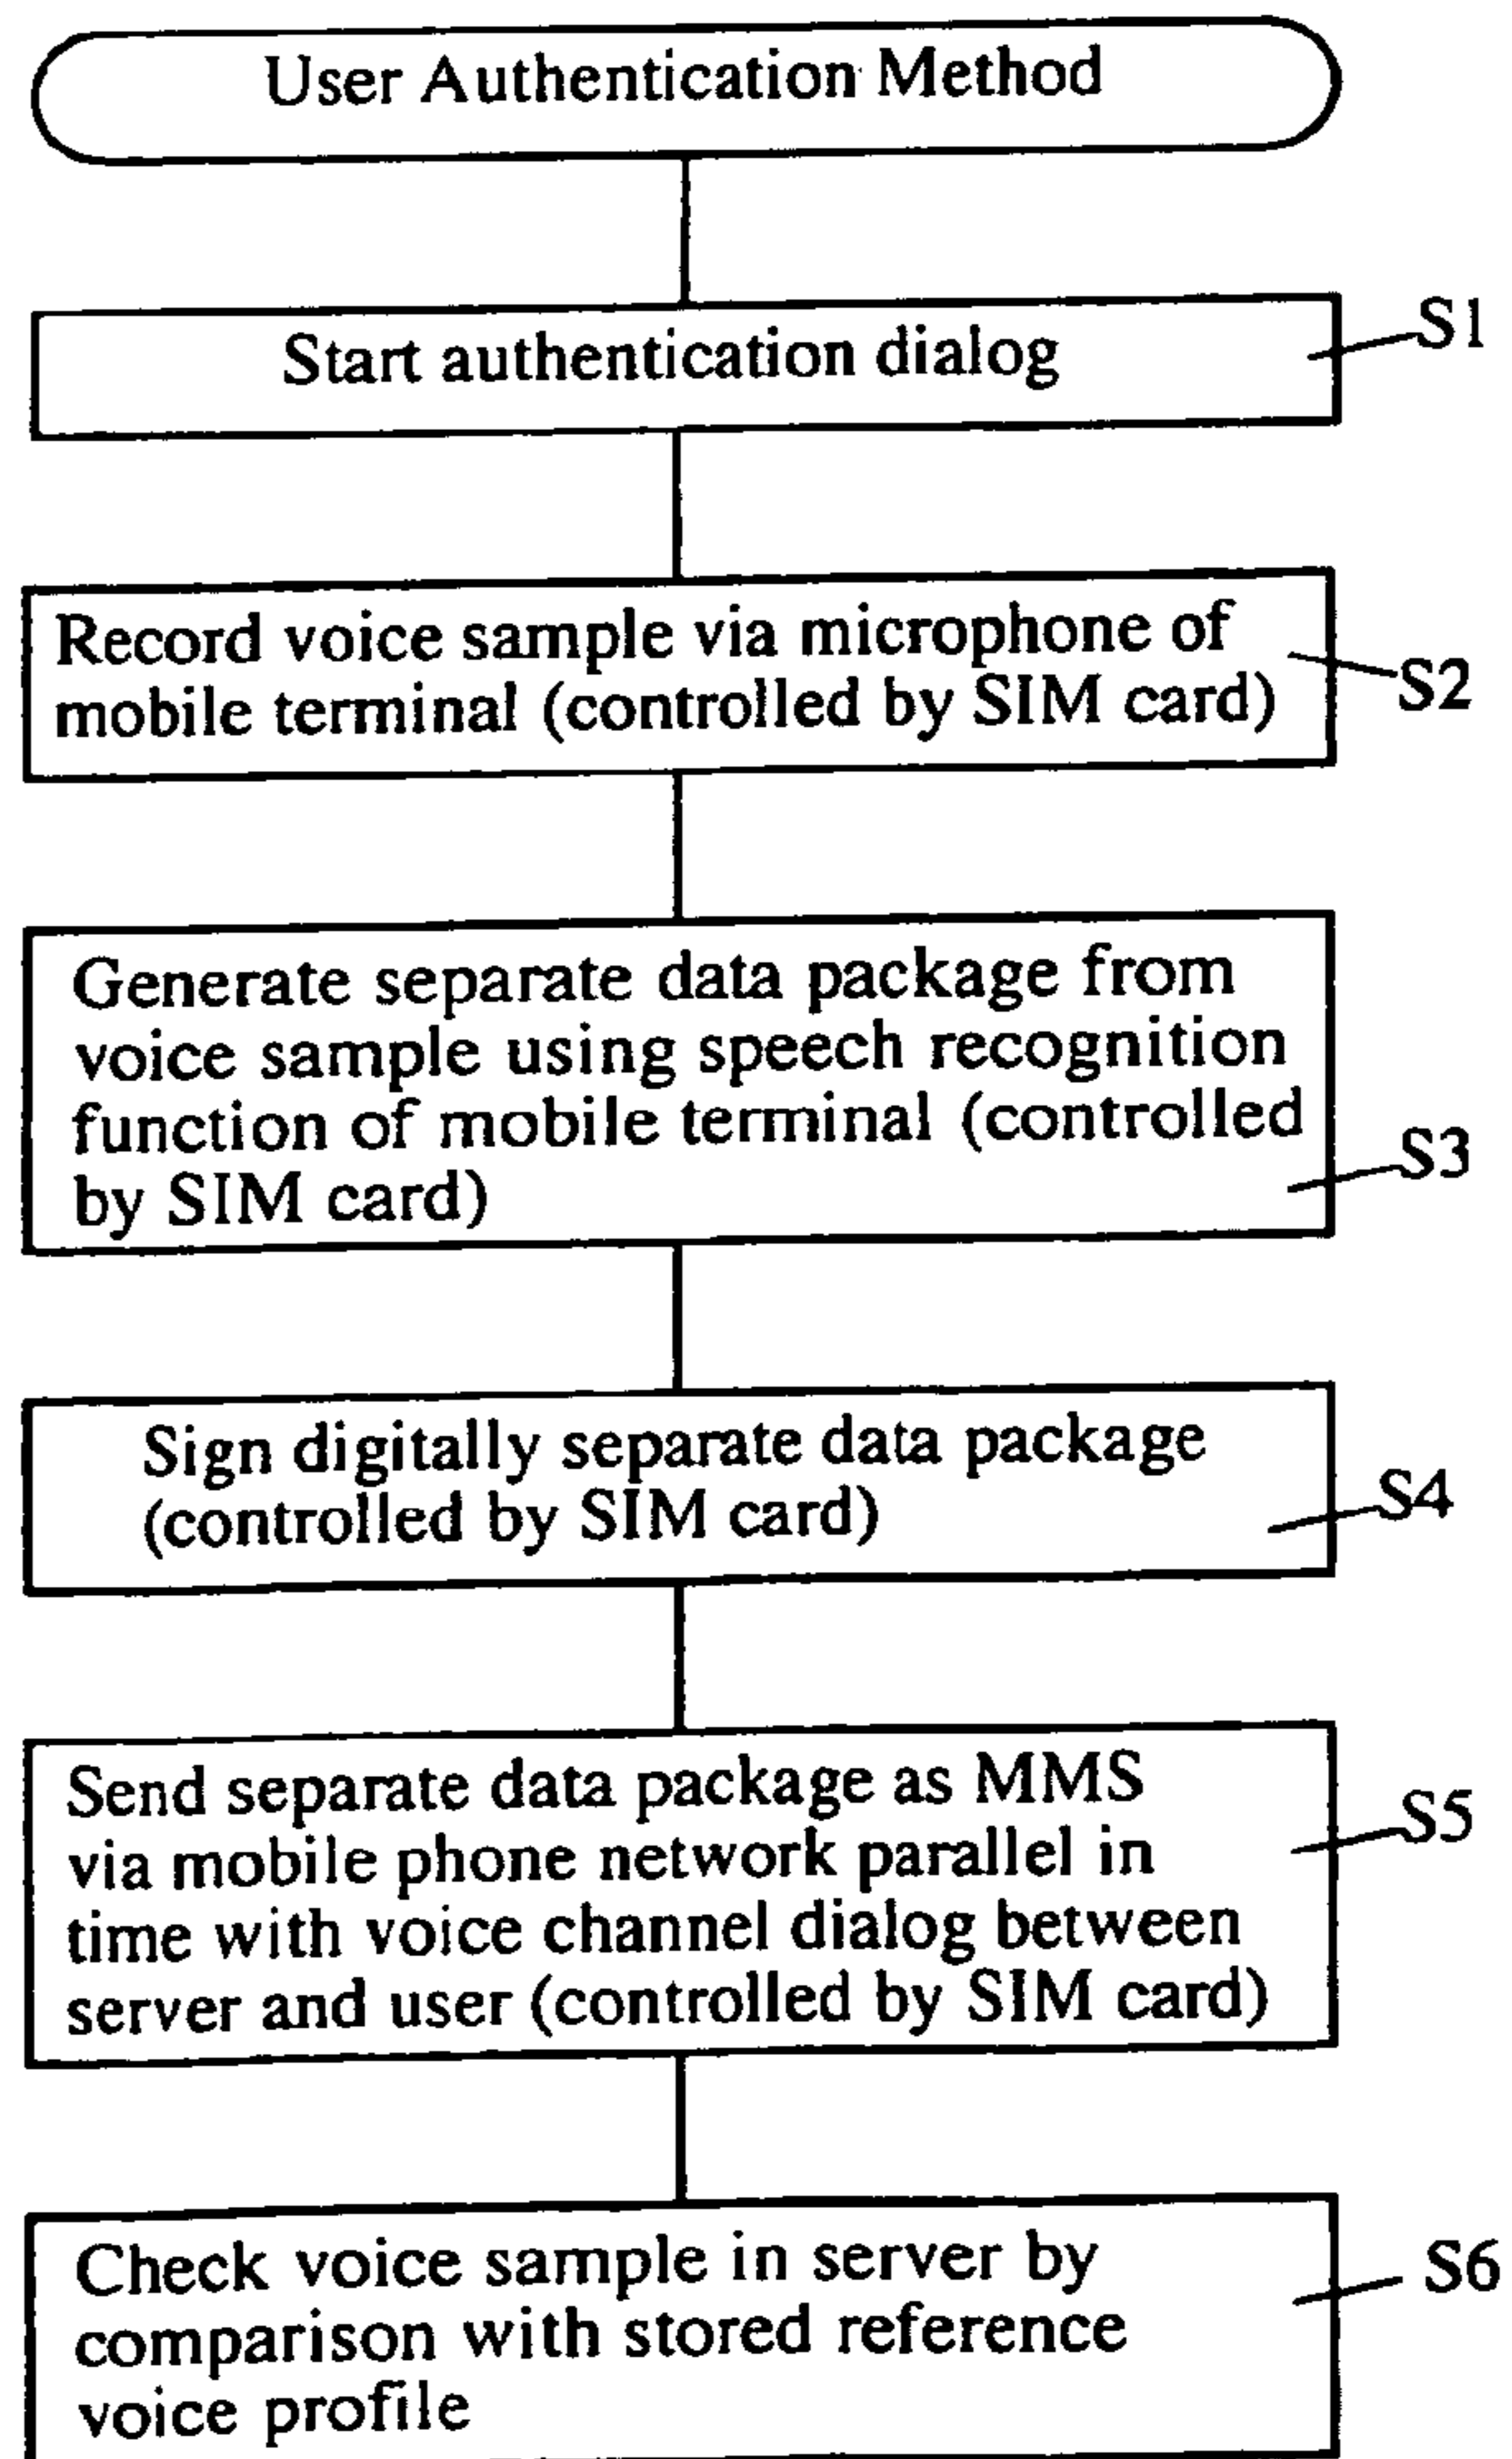 User Authentication Method
Start authentication dialog
S1
Record voice sample via microphone of
mobile terminal (controlled by SIM card)
S2
Generate separate data package from
voice sample using speech recognition
function of mobile terminal (controlled
by SIM card)
S3
Sign digitally separate data package
(controlled by SIM card)
S4
Send separate data package as MMS
via mobile phone network parallel in
time with voice channel dialog between
server and user (controlled by SIM card)
S5
Check voice sample in server by
comparison with stored reference
voice profile
S6